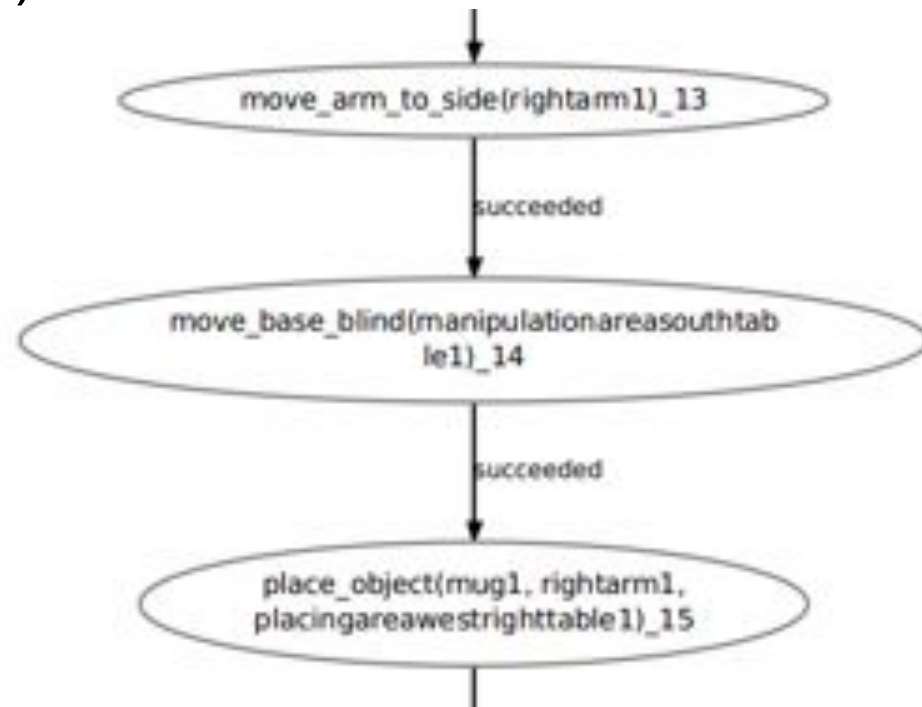 move_arm_to_side(rightarm1)_13
succeeded
move_base_blind(manipulationareasouthtab
le1)_14
succeeded
place_object(mug1, rightarm1,
placingareawestrighttable1)_15